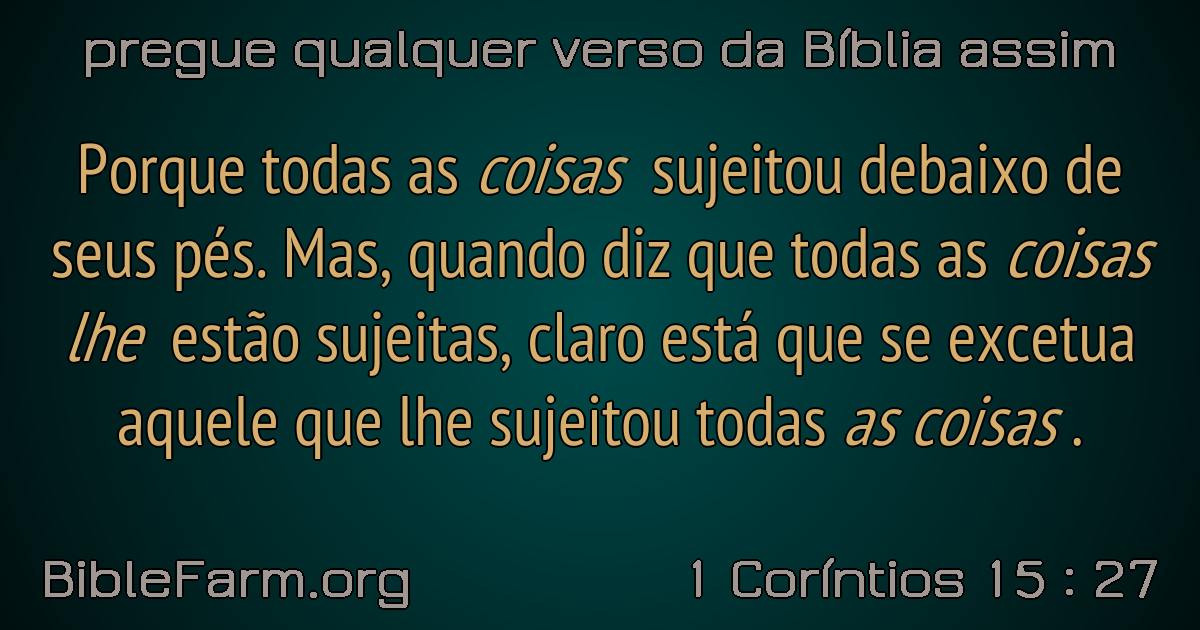 pregue qualquer verso da Bíblia assim
Porque todas as coisas sujeitou debaixo de
seus pés. Mas, quando diz que todas as coisas
lhe estão sujeitas, claro está que se excetua
aquele que lhe sujeitou todas as coisas .
BibleFarm.org
1 Coríntios 15 : 27